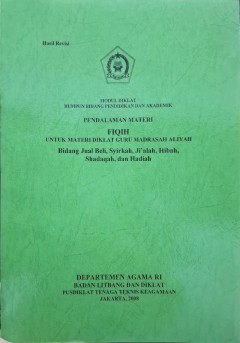 Hasil Revisi
MODUL DIKLAT
RUMPUN BIDANG PENDIDIKAN DAN AKADEMIK
PENDALAMAN MATERI
FIQIH
UNTUK MATERI DIKLAT GURU MADRASAH ALIYAH
Bidang Jual Beli, Syirkah, Ji'alah, Hibah,
Shadaqah, dan Hadiah
DEPARTEMEN AGAMA RI
BADAN LITBANG DAN DIKLAT
PUSDIKLAT TENAGA TEKNIS KEAGAMAAN
JAKARTA,